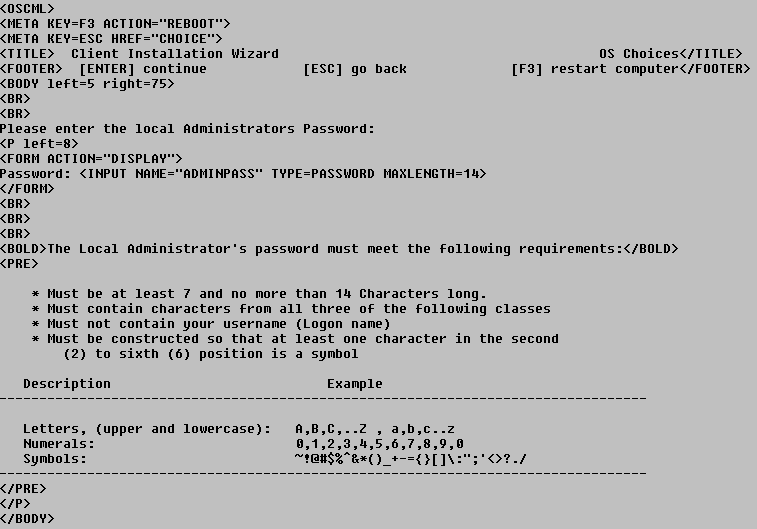 <OSCML>
<META KEY=F3 ACTION="REBOOT">
<META KEY=ESC HREF="CHOICE">
<TITLE>  Client Installation Wizard                                        OS Choices</TITLE>
<FOOTER>  [ENTER] continue            [ESC] go back             [F3] restart computer</FOOTER>
<BODY left=5 right=75>
<BR>
<BR>
Please enter the local Administrators Password:
<P left=8>
<FORM ACTION="DISPLAY">
Password: <INPUT NAME="ADMINPASS" TYPE=PASSWORD MAXLENGTH=14>
</FORM>
<BR>
<BR>
<BR>
<BOLD>The Local Administrator's password must meet the following requirements:</BOLD>
<PRE>
    * Must be at least 7 and no more than 14 Characters long.
    * Must contain characters from all three of the following classes
    * Must not contain your username (Logon name)
    * Must be constructed so that at least one character in the second
        (2) to sixth (6) position is a symbol
   Description                           Example
---------------------------------------------------------------------------------
   Letters, (upper and lowercase):   A,B,C,..Z , a,b,c..z
   Numerals:                         0,1,2,3,4,5,6,7,8,9,0
   Symbols:                          ~!@#$%^&*()_+-={}[]\:";'<>?./
---------------------------------------------------------------------------------
</PRE>
</P>
</BODY>